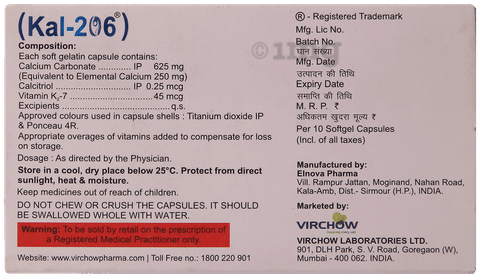 (Kal-206®)
Composition:
Each soft gelatin capsule contains:
Calcium Carbonate ............. IP 625 mg
(Equivalent to Elemental Calcium 250 mg)
Calcitriol ............................. IP 0.25 mcg
Vitamin K₂-7 ............................. 45 mcg
Excipients ................................... q.s.
Approved colours used in capsule shells : Titanium dioxide IP
& Ponceau 4R.
Appropriate overages of vitamins added to compensate for loss
on storage.
Dosage : As directed by the Physician.
Store in a cool, dry place below 25°C. Protect from direct
sunlight, heat & moisture.
Keep medicines out of reach of children.
DO NOT CHEW OR CRUSH THE CAPSULES. IT SHOULD
BE SWALLOWED WHOLE WITH WATER.
Warning: To be sold by retail on the prescription of
a Registered Medical Practitioner only.
Website: www.virchowpharma.com | Toll free No.: 1800 220 901
® - Registered Trademark
Mfg. Lic No.
Batch No.
घान संख्या
Mfg. Date
उत्पादन की तिथि
Expiry Date
समाप्ति की तिथि
M. R. P. ₹
अधिकतम खुदरा मूल्य ₹
Per 10 Softgel Capsules
(Incl. of all taxes)
Manufactured by:
Elnova Pharma
Vill. Rampur Jattan, Moginand, Nahan Road,
Kala-Amb, Dist.- Sirmour (H.P.), INDIA.
Marketed by:
VIRCHOW
VIRCHOW LABORATORIES LTD.
901, DLH Park, S. V. Road, Goregaon (W),
Mumbai - 400 062. INDIA.